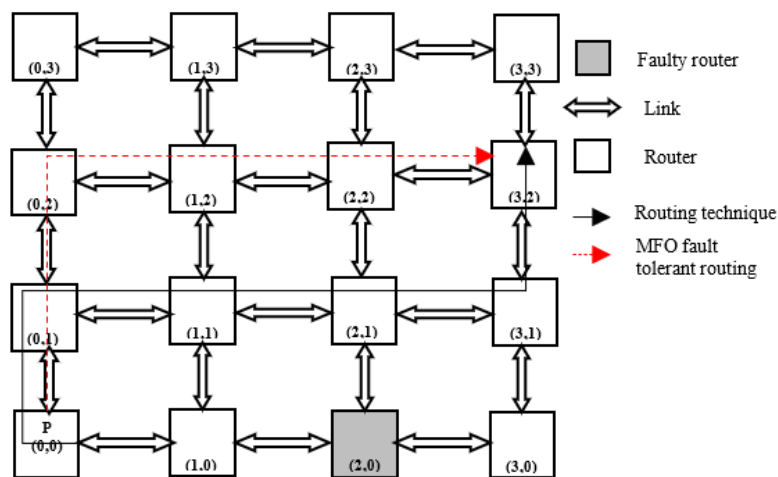 (0,3) (1,3) (2,3) (3,3)
Faulty router
Link
(0,2) (1,2) (2,2) (3,2)
Router
Routing technique
MFO fault
tolerant routing
(0,1) (1,1) (2,1) (3,1)
P
(0,0) (1,0) (2,0) (3,0)